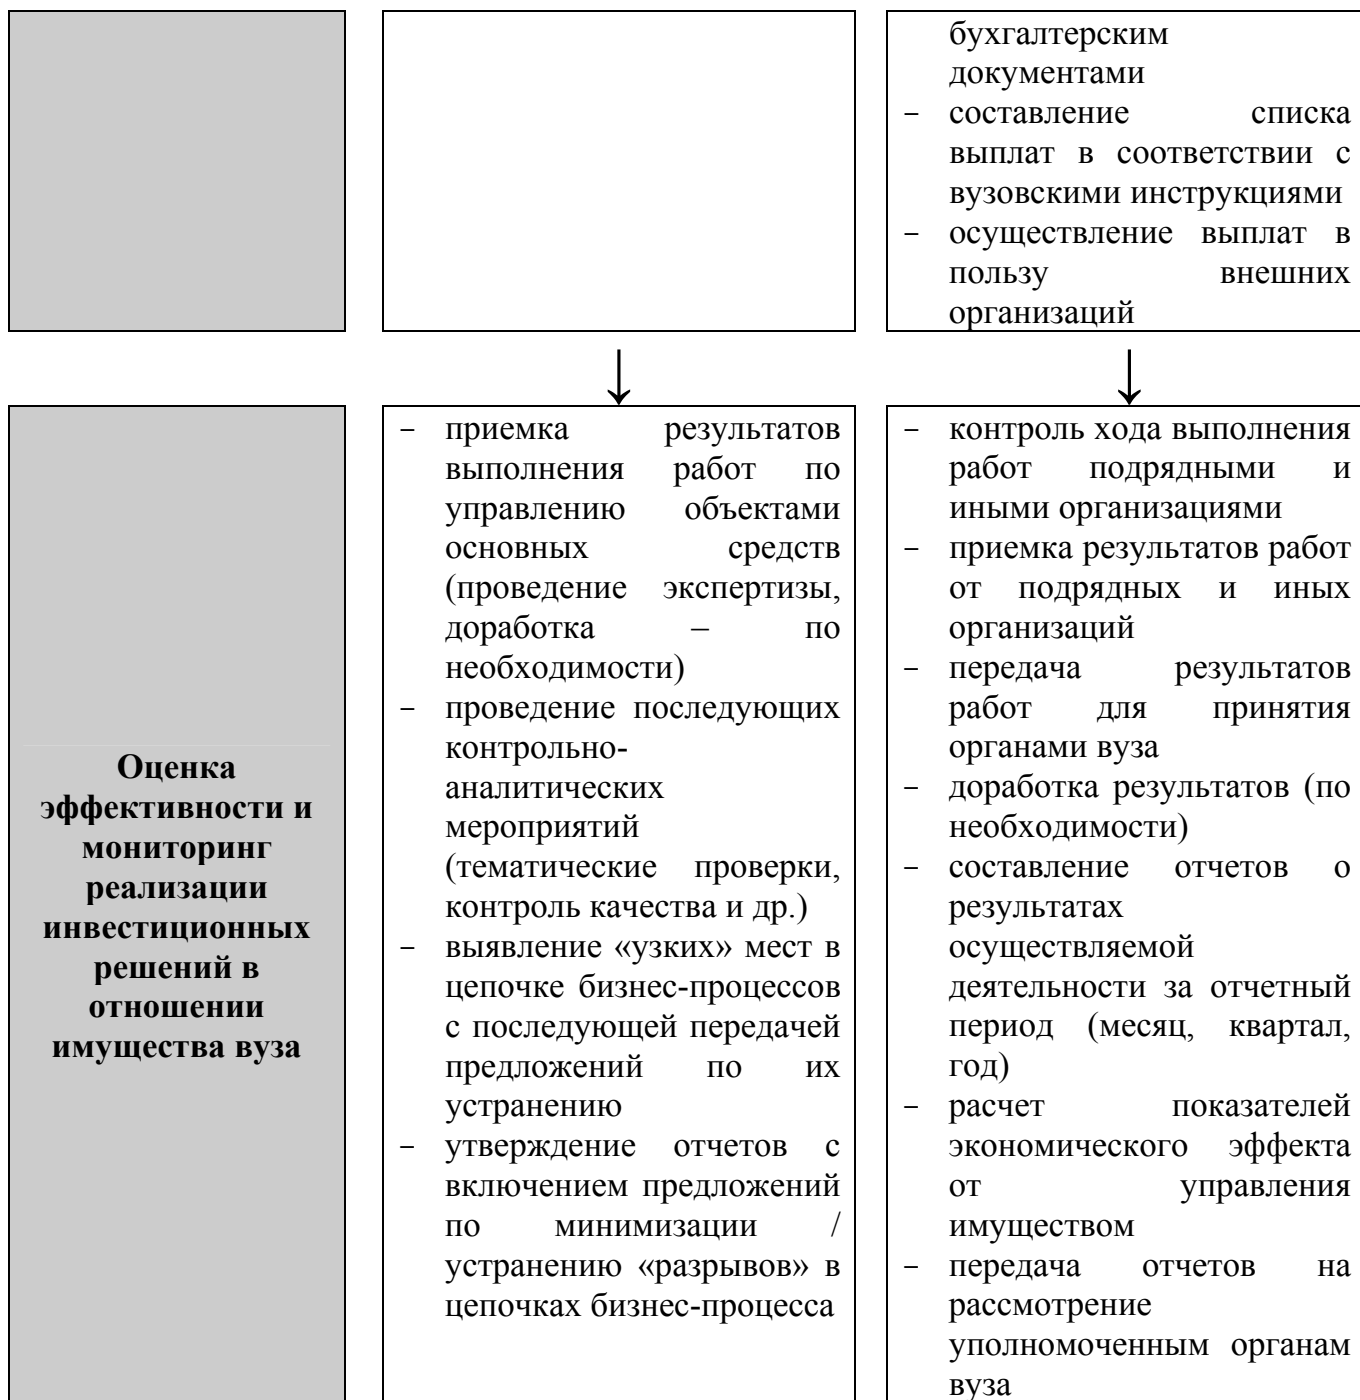 бухгалтерским
документами
- составление списка
выплат в соответствии с
вузовскими инструкциями
- осуществление выплат в
пользу внешних
организаций
↓ ↓
Оценка
эффективности и
мониторинг
реализации
инвестиционных
решений в
отношении
имущества вуза
- приемка результатов
выполнения работ по
управлению объектами
основных средств
(проведение экспертизы,
доработка – по
необходимости)
- проведение последующих
контрольно-
аналитических
мероприятий
(тематические проверки,
контроль качества и др.)
- выявление «узких» мест в
цепочке бизнес-процессов
с последующей передачей
предложений по их
устранению
- утверждение отчетов с
включением предложений
по минимизации /
устранению «разрывов» в
цепочках бизнес-процесса
- контроль хода выполнения
работ подрядными и
иными организациями
- приемка результатов работ
от подрядных и иных
организаций
- передача результатов
работ для принятия
органами вуза
- доработка результатов (по
необходимости)
- составление отчетов о
результатах
осуществляемой
деятельности за отчетный
период (месяц, квартал,
год)
- расчет показателей
экономического эффекта
от управления
имуществом
- передача отчетов на
рассмотрение
уполномоченным органам
вуза